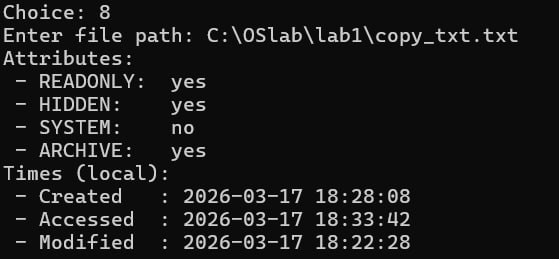 Choice: 8
Enter file path: C:\OSlab\lab1\copy_txt.txt
Attributes:
 - READONLY:  yes
 - HIDDEN:    yes
 - SYSTEM:    no
 - ARCHIVE:   yes
Times (local):
 - Created   : 2026-03-17 18:28:08
 - Accessed  : 2026-03-17 18:33:42
 - Modified  : 2026-03-17 18:22:28